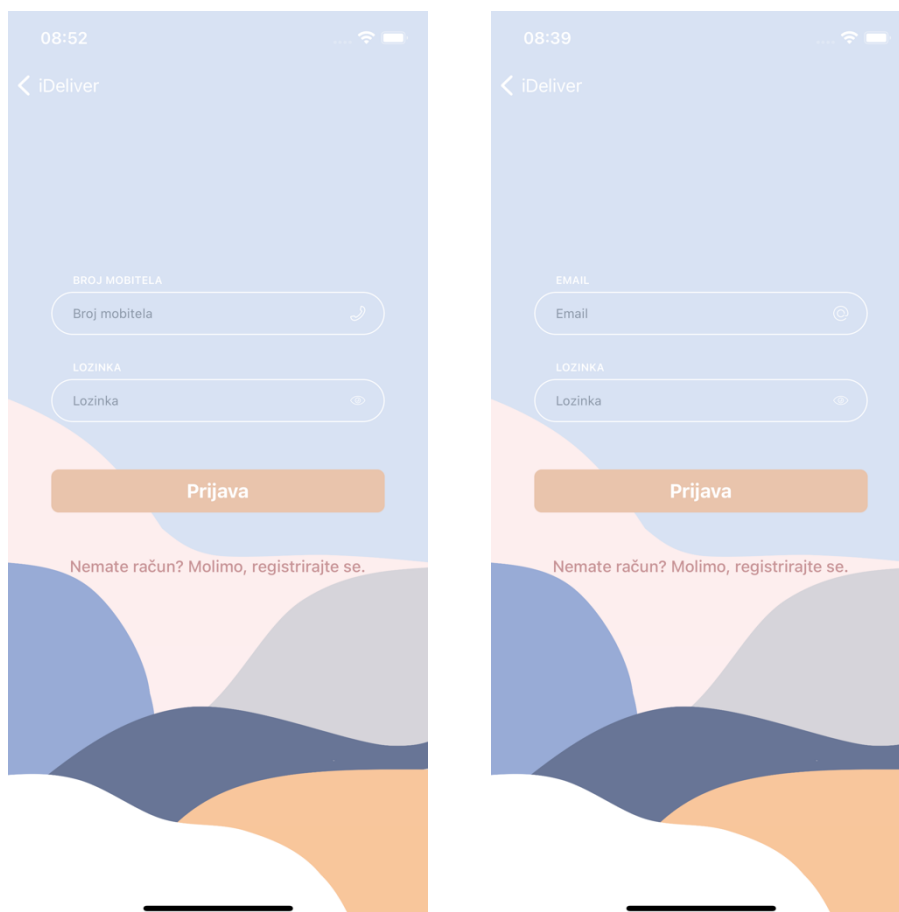 08:52
iDeliver
BROJ MOBITELA
Broj mobitela
LOZINKA
Lozinka
Prijava
Nemate račun? Molimo, registrirajte se.
08:39
iDeliver
EMAIL
Email
LOZINKA
Lozinka
Prijava
Nemate račun? Molimo, registrirajte se.